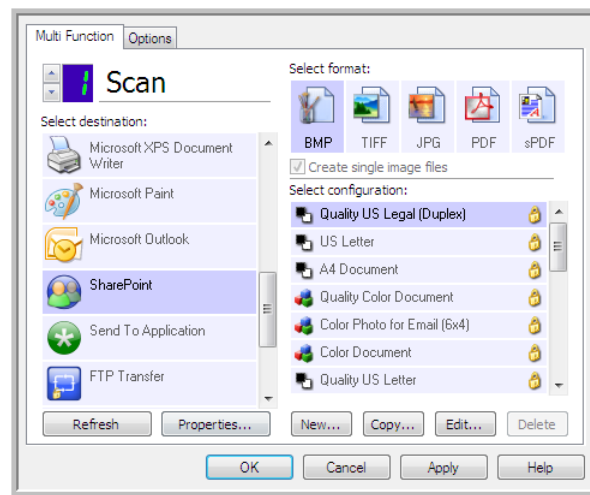 Multi Function
Options
1 Scan
Select destination:
Microsoft XPS Document
Writer
Microsoft Paint
Microsoft Outlook
SharePoint
Send To Application
FTP Transfer
Refresh
Properties...
Select format:
BMP
TIFF
JPG
PDF
sPDF
Create single image files
Select configuration:
Quality US Legal (Duplex)
US Letter
A4 Document
Quality Color Document
Color Photo for Email (6x4)
Color Document
Quality US Letter
New...
Copy...
Edit...
Delete
OK
Cancel
Apply
Help